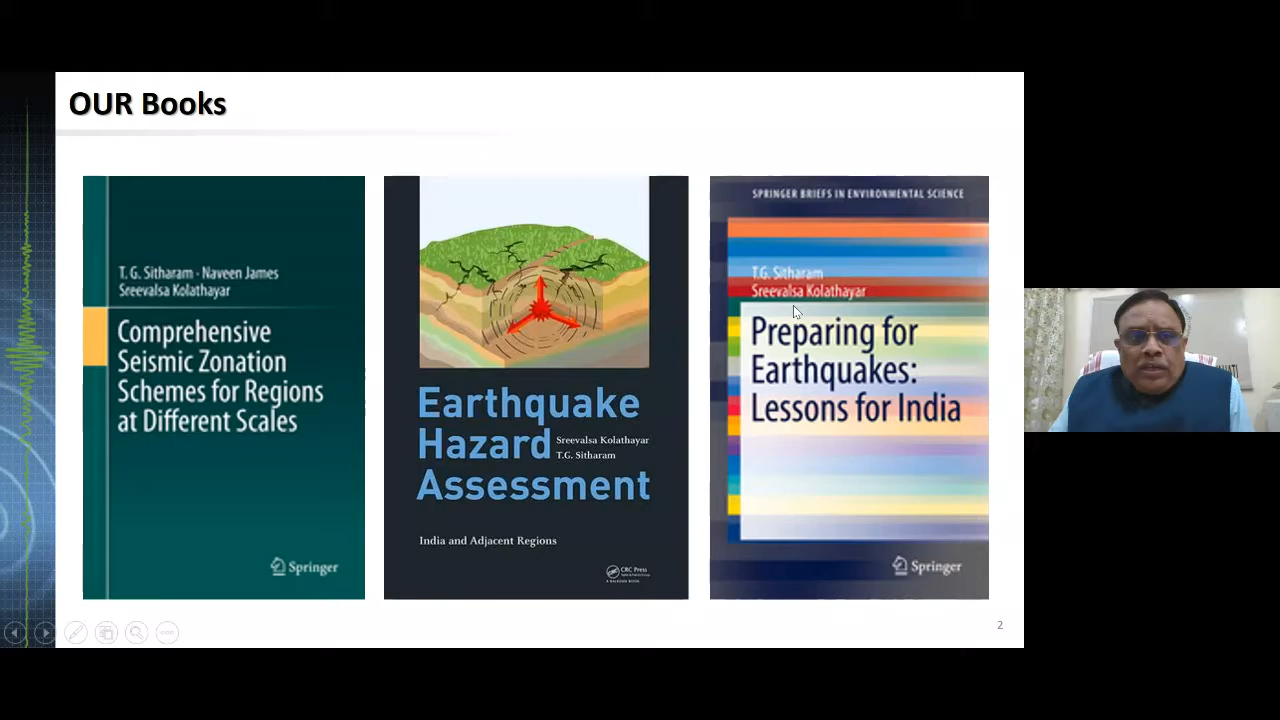 OUR Books
T. G. Sitharam · Naveen James
Sreevalsa Kolathayar
Comprehensive
Seismic Zonation
Schemes for Regions
at Different Scales
Springer
Earthquake
Hazard
Assessment
Sreevalsa Kolathayar
T.G. Sitharam
India and Adjacent Regions
CRC Press
SPRINGER BRIEFS IN ENVIRONMENTAL SCIENCE
T.G. Sitharam
Sreevalsa Kolathayar
Preparing for
Earthquakes:
Lessons for India
Springer
2